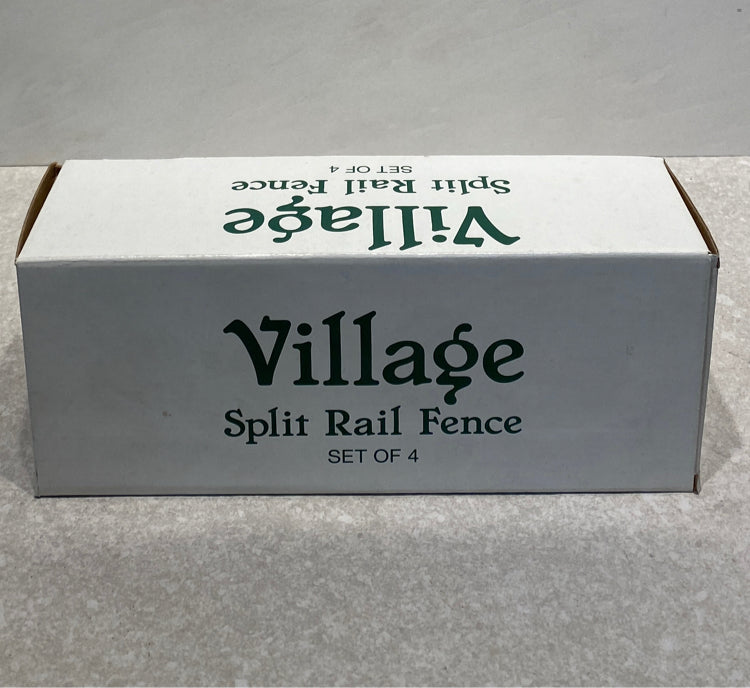 SET OF 4
Split Rail Fence
Village
Village
Split Rail Fence
SET OF 4